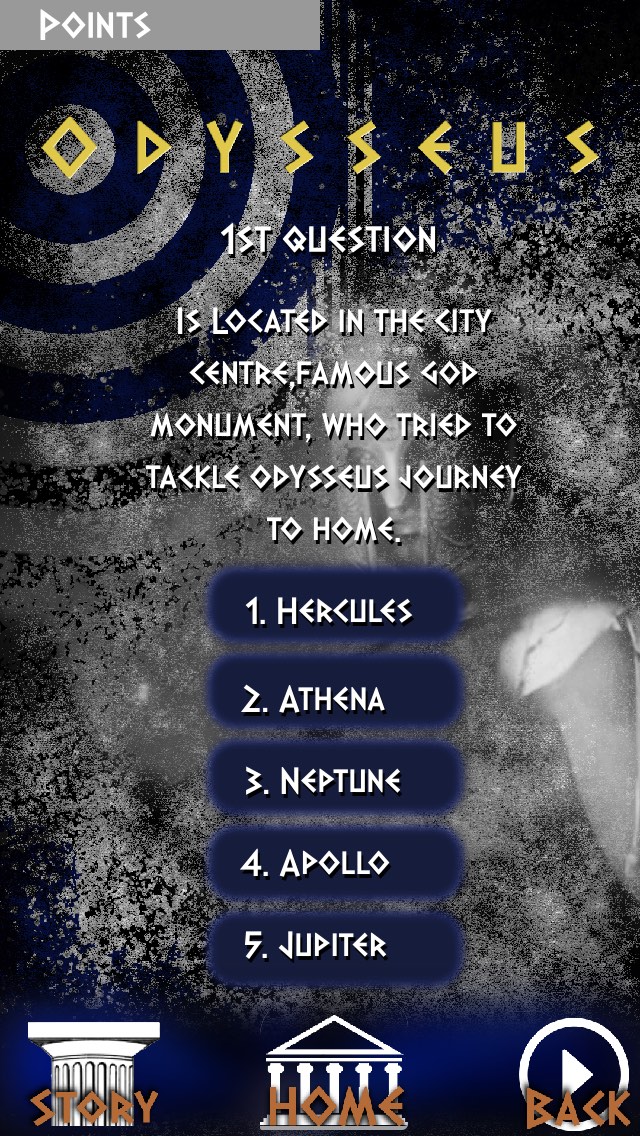 Points
Odysseus
1st question
Is Located in the city
centre,famous god
monument, who tried to
tackle Odysseus journey
to home.
1. Hercules
2. Athena
3. Neptune
4. Apollo
5. Jupiter
Story
Home
Back